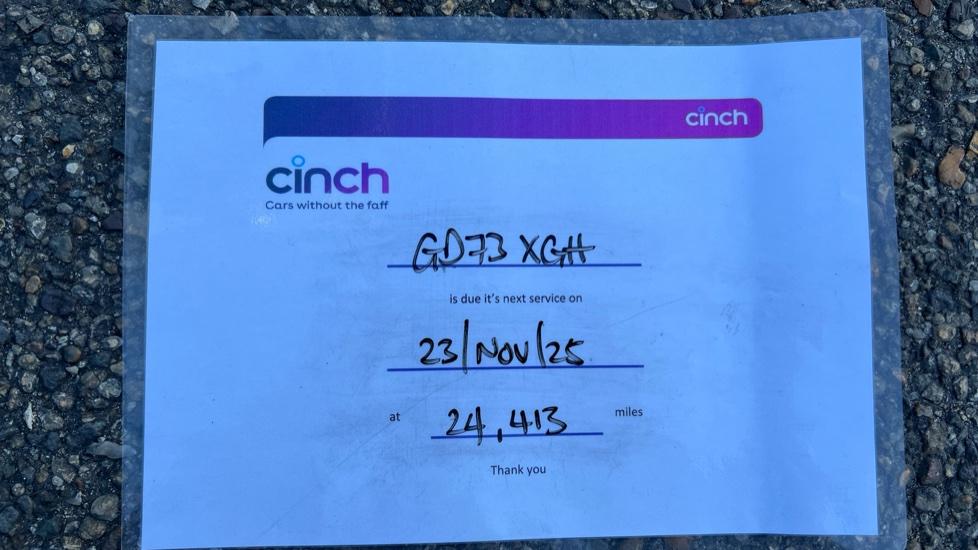 cinch
cinch
Cars without the faff
GD73 XGH
is due it's next service on
23/NOV/25
at 24,413 miles
Thank you